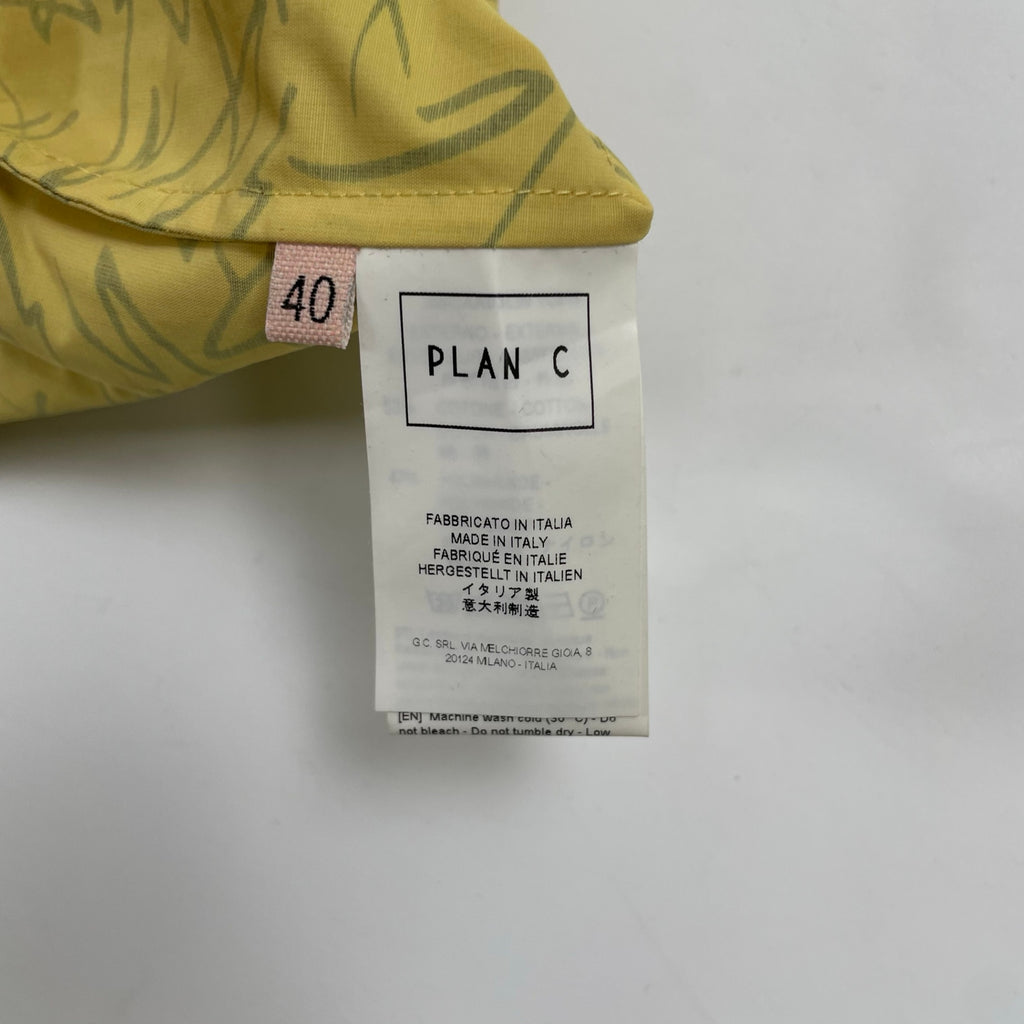 40
PLAN C
FABBRICATO IN ITALIA
MADE IN ITALY
FABRIQUÉ EN ITALIE
HERGESTELLT IN ITALIEN
イタリア製
意大利制造
G.C. SRL. VIA MELCHIORRE GIOIA, 8
20124 MILANO - ITALIA
[EN] Machine wash cold (30° C) - Do
not bleach - Do not tumble dry - Low